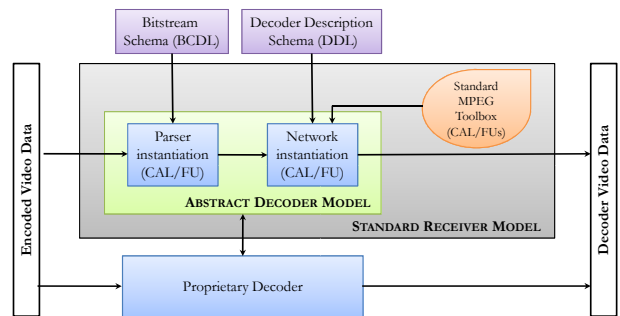 Bitstream
Schema (BCDL)
Decoder Description
Schema (DDL)
Standard
MPEG
Toolbox
(CAL/FUs)
Encoded Video Data
Parser
instantiation
(CAL/FU)
Network
instantiation
(CAL/FU)
Decoder Video Data
ABSTRACT DECODER MODEL
STANDARD RECEIVER MODEL
Proprietary Decoder